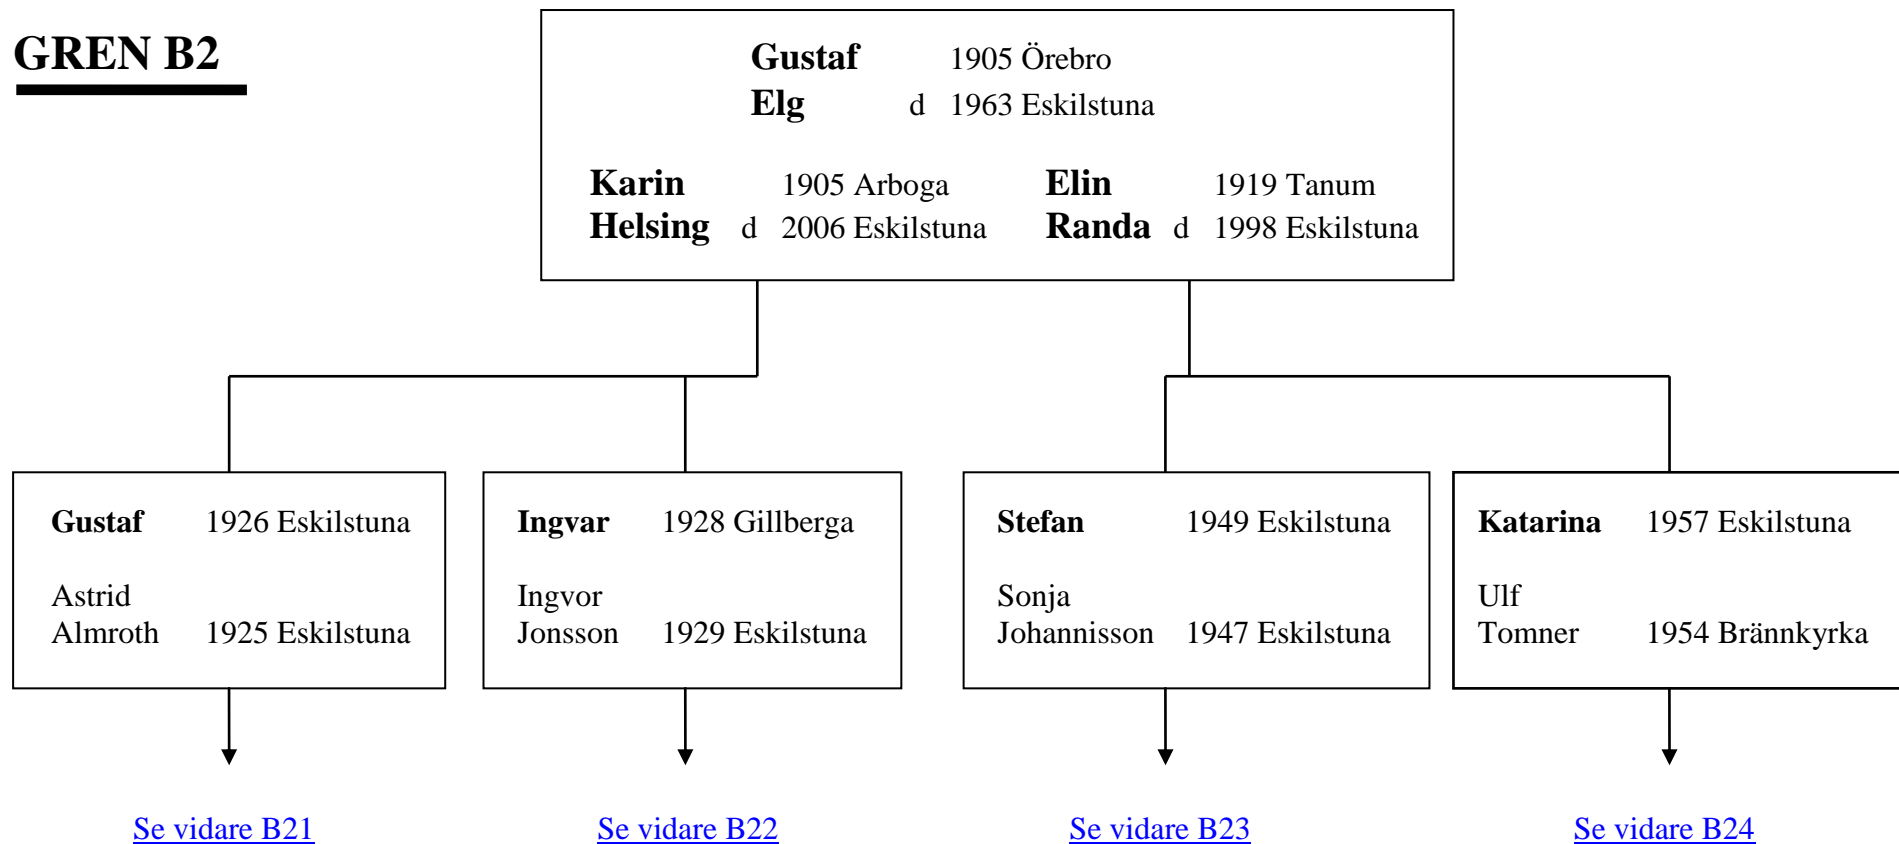 GREN B2
Gustaf 1905 Örebro
Elg d 1963 Eskilstuna
Karin 1905 Arboga Elin 1919 Tanum
Helsing d 2006 Eskilstuna Randa d 1998 Eskilstuna
Gustaf 1926 Eskilstuna
Astrid
Almroth 1925 Eskilstuna
Ingvar 1928 Gillberga
Ingvor
Jonsson 1929 Eskilstuna
Stefan 1949 Eskilstuna
Sonja
Johannisson 1947 Eskilstuna
Katarina 1957 Eskilstuna
Ulf
Tomner 1954 Brännkyrka
Se vidare B21
Se vidare B22
Se vidare B23
Se vidare B24